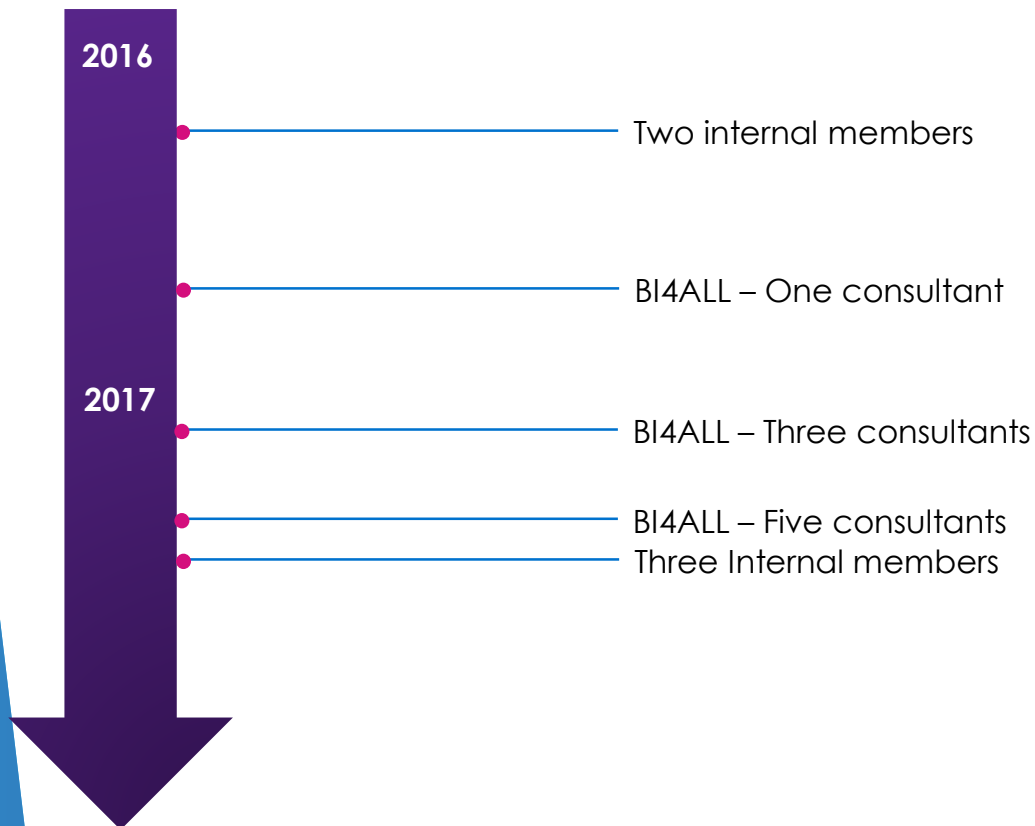 2016
Two internal members
BI4ALL – One consultant
2017
BI4ALL – Three consultants
BI4ALL – Five consultants
Three Internal members